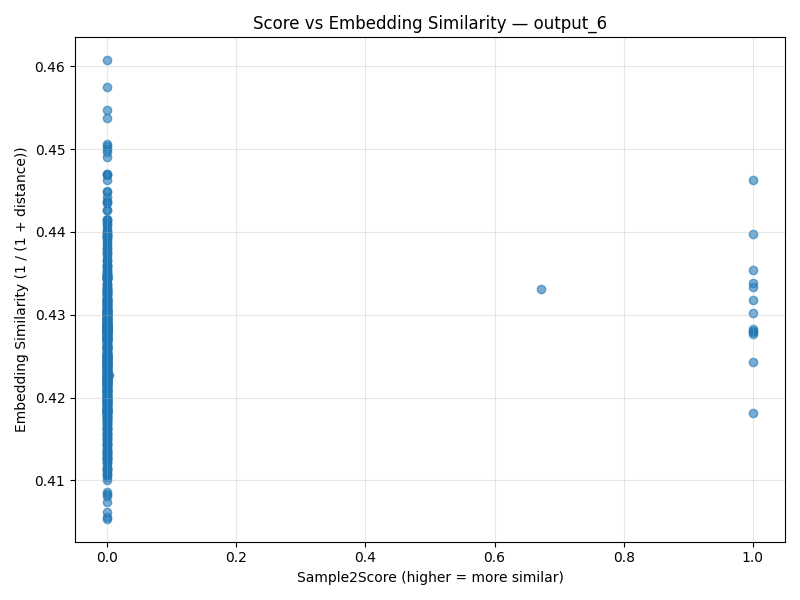 Score vs Embedding Similarity — output_6
Embedding Similarity (1 / (1 + distance))
0.46
0.45
0.44
0.43
0.42
0.41
0.0 0.2 0.4 0.6 0.8 1.0
Sample2Score (higher = more similar)